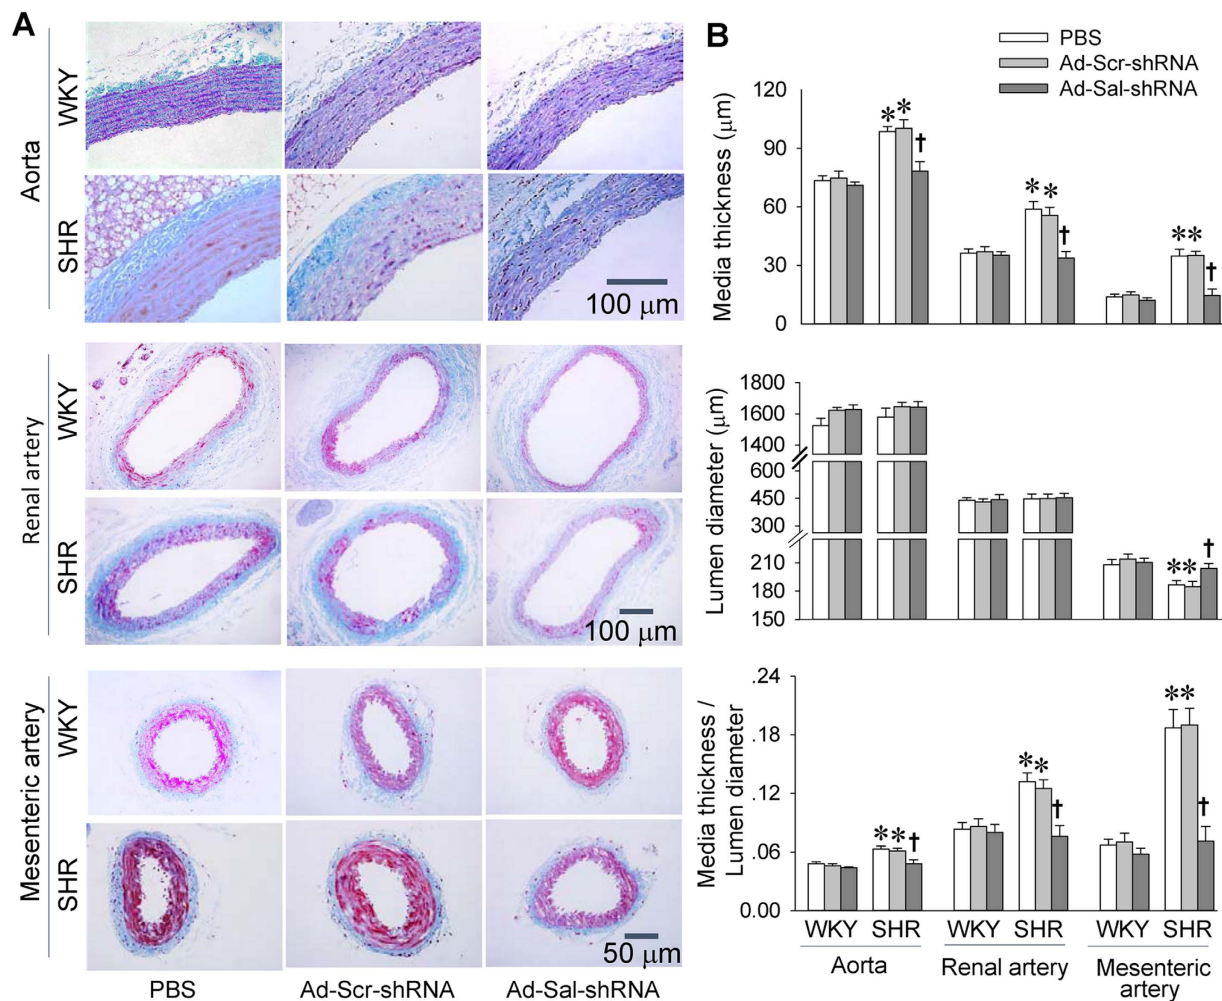 A
Aorta
WKY
SHR
100 μm
Renal artery
WKY
SHR
100 μm
Mesenteric artery
WKY
SHR
50 μm
PBS
Ad-Scr-shRNA
Ad-Sal-shRNA
B
PBS
Ad-Scr-shRNA
Ad-Sal-shRNA
Media thickness (μm)
120
90
60
30
0
* * †
* * †
** †
Lumen diameter (μm)
1800
1600
1400
600
450
300
210
180
150
** †
Media thickness /
Lumen diameter
.24
.18
.12
.06
0.00
** †
* * †
** †
WKY SHR WKY SHR WKY SHR
Aorta
Renal artery
Mesenteric
artery